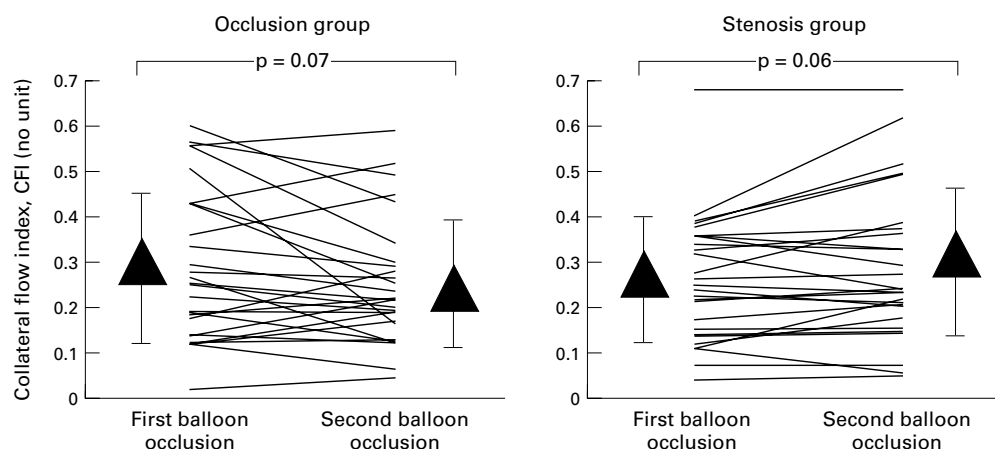 Occlusion group
p = 0.07
Collateral flow index, CFI (no unit)
0.7
0.6
0.5
0.4
0.3
0.2
0.1
0
First balloon
occlusion
Second balloon
occlusion
Stenosis group
p = 0.06
0.7
0.6
0.5
0.4
0.3
0.2
0.1
0
First balloon
occlusion
Second balloon
occlusion